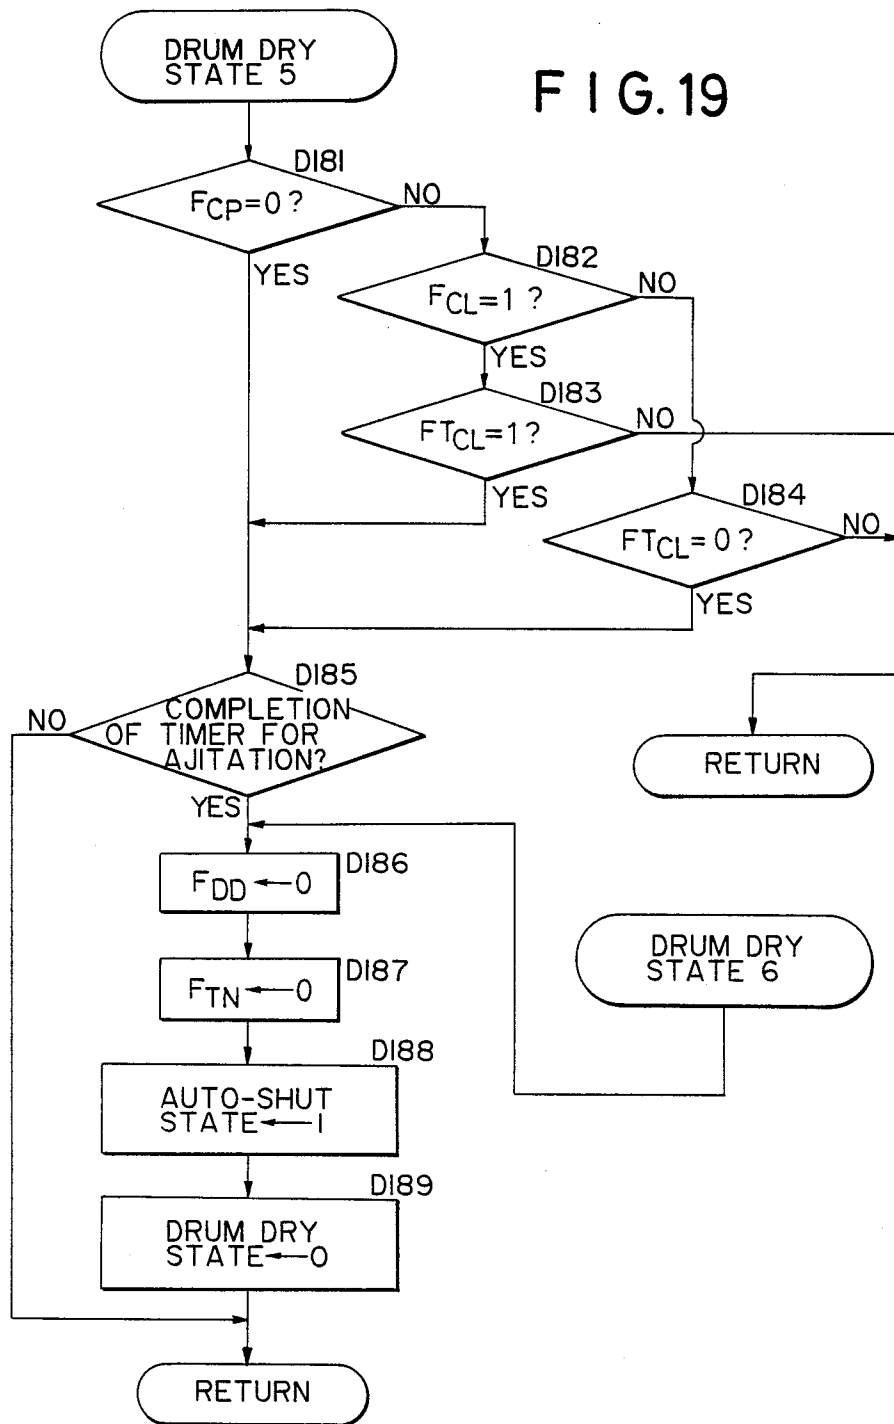 DRUM DRY
STATE 5
FIG. 19
D181
FCP=0?
NO
YES
D182
FCL=1?
NO
YES
D183
FTCL=1?
NO
YES
D184
FTCL=0?
NO
YES
D185
COMPLETION
OF TIMER FOR
AJITATION?
NO
YES
RETURN
D186
FDD←0
D187
FTN←0
DRUM DRY
STATE 6
D188
AUTO-SHUT
STATE←1
D189
DRUM DRY
STATE←0
RETURN